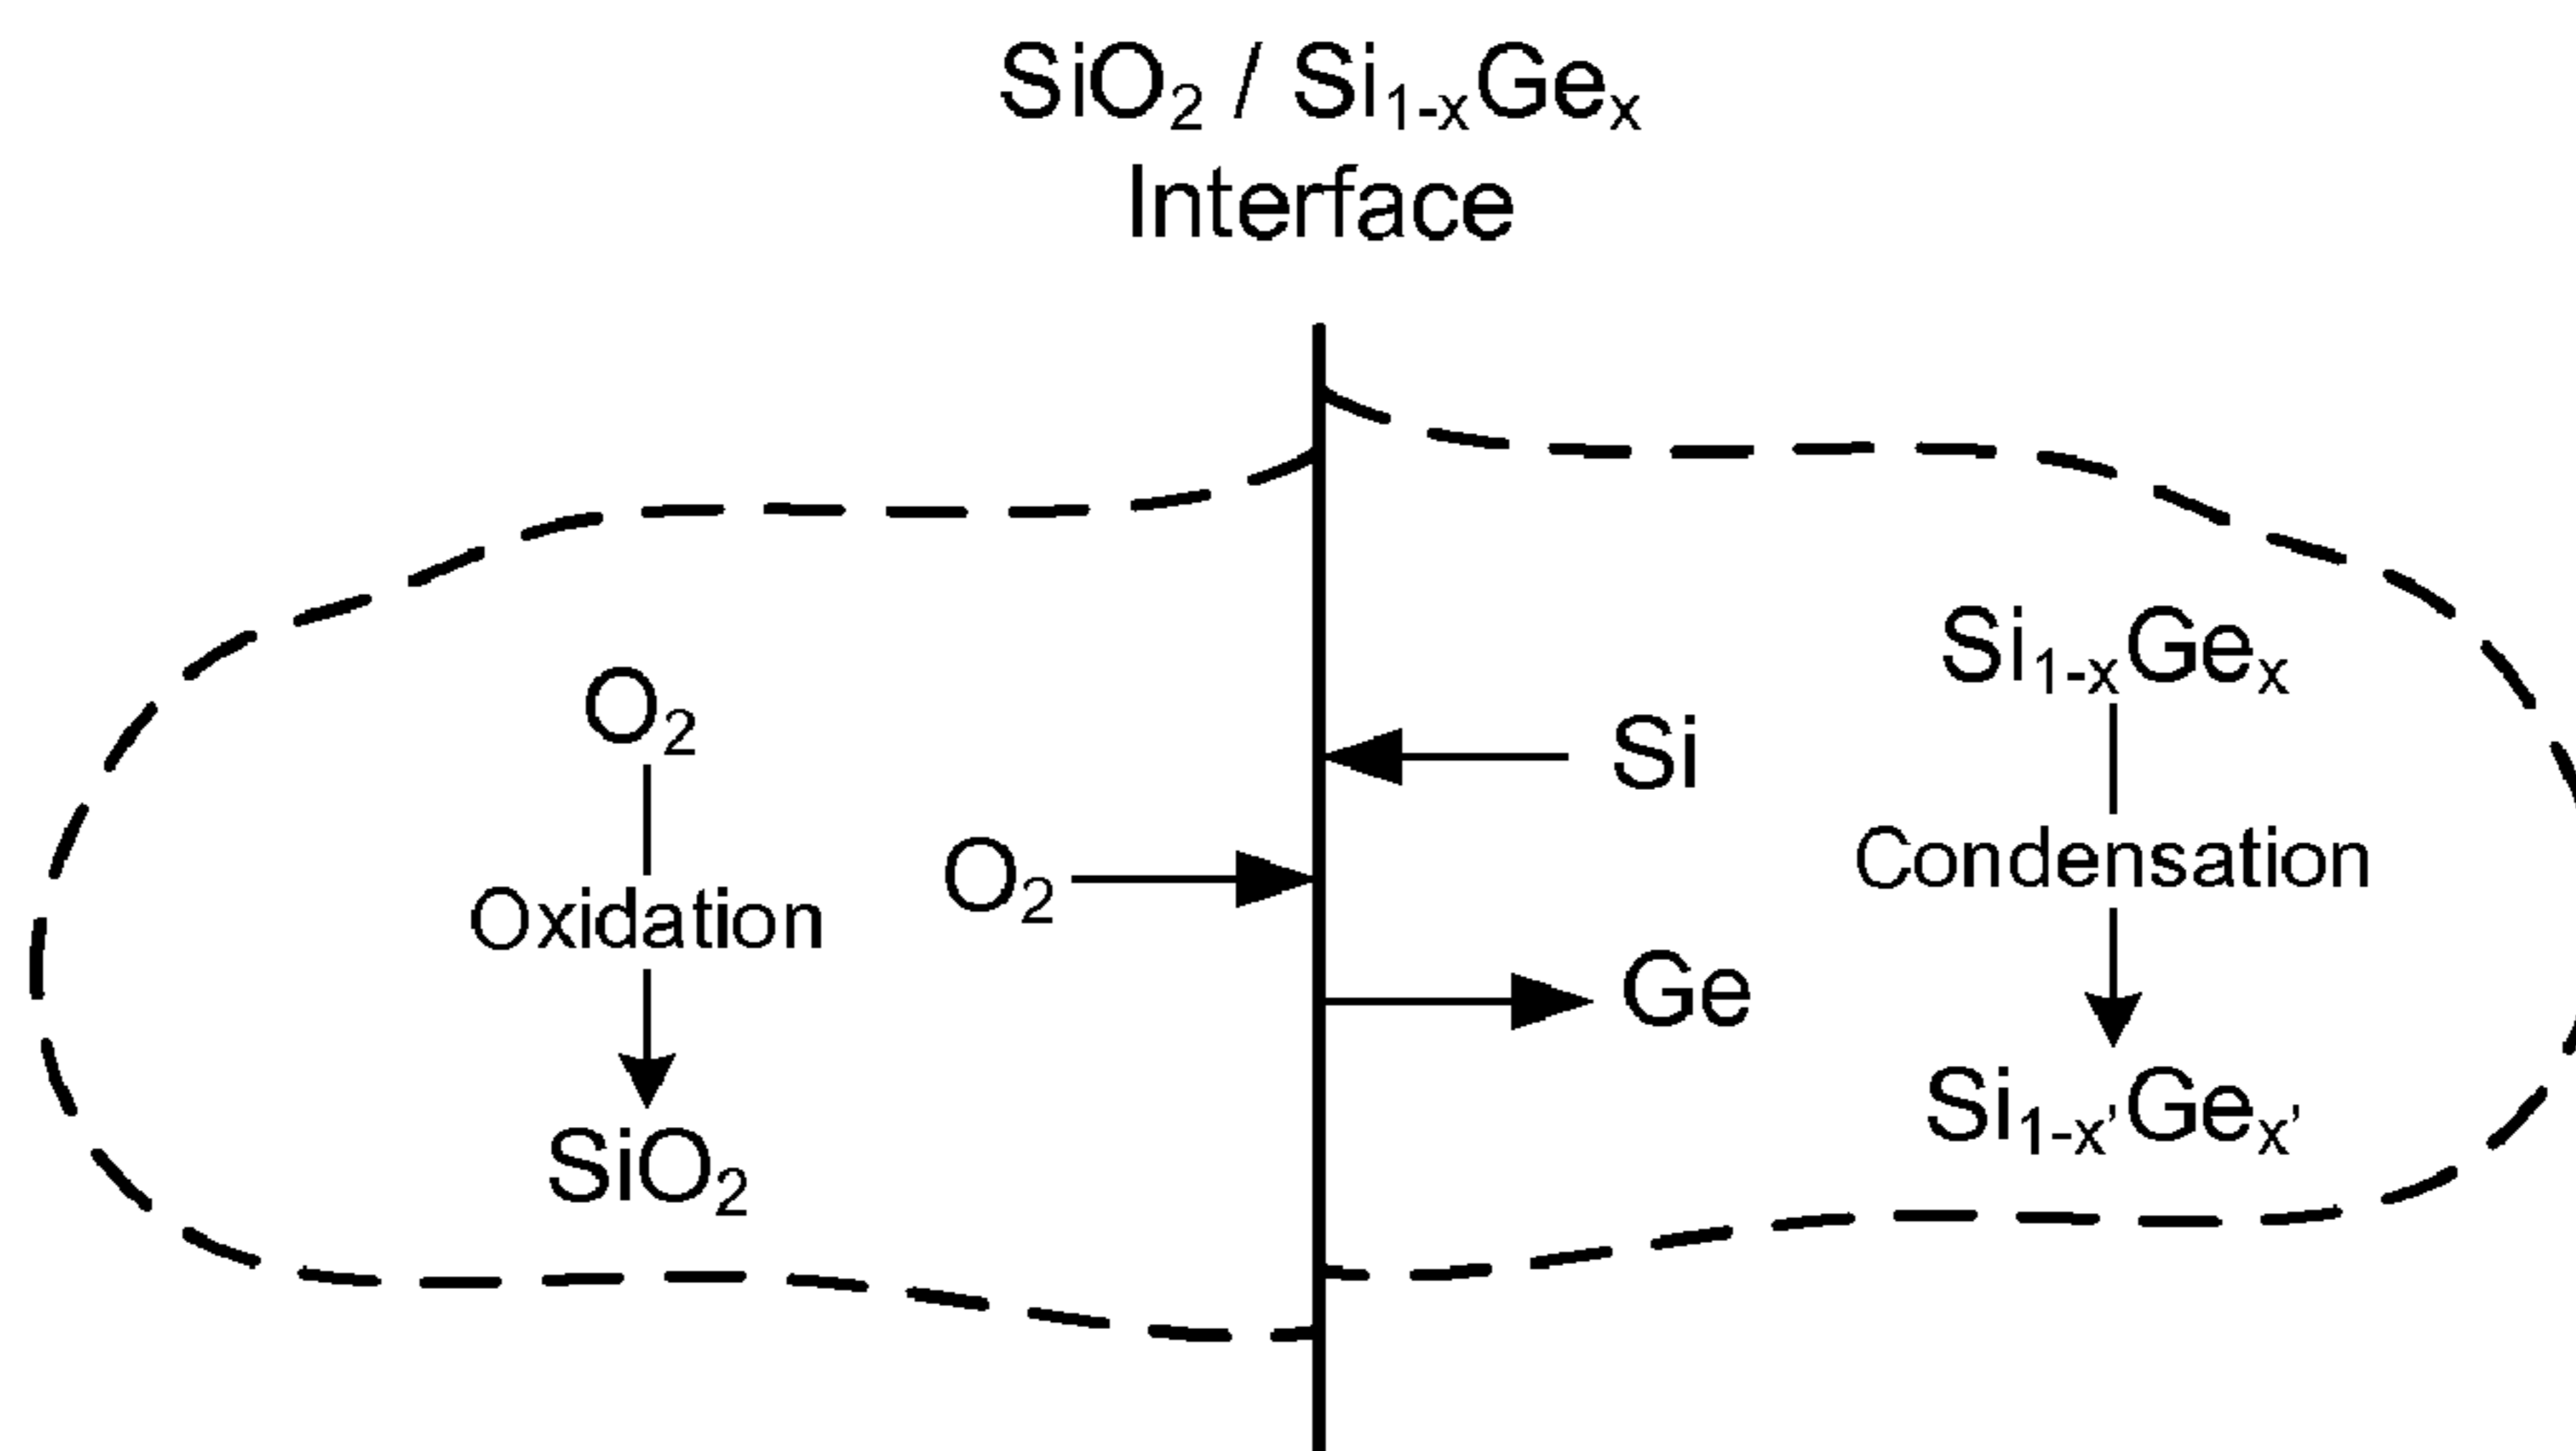 SiO₂ / Si₁₋ₓGeₓ
Interface
O₂
Oxidation
SiO₂
O₂
Si
Ge
Si₁₋ₓGeₓ
Condensation
Si₁₋ₓ’Geₓ’